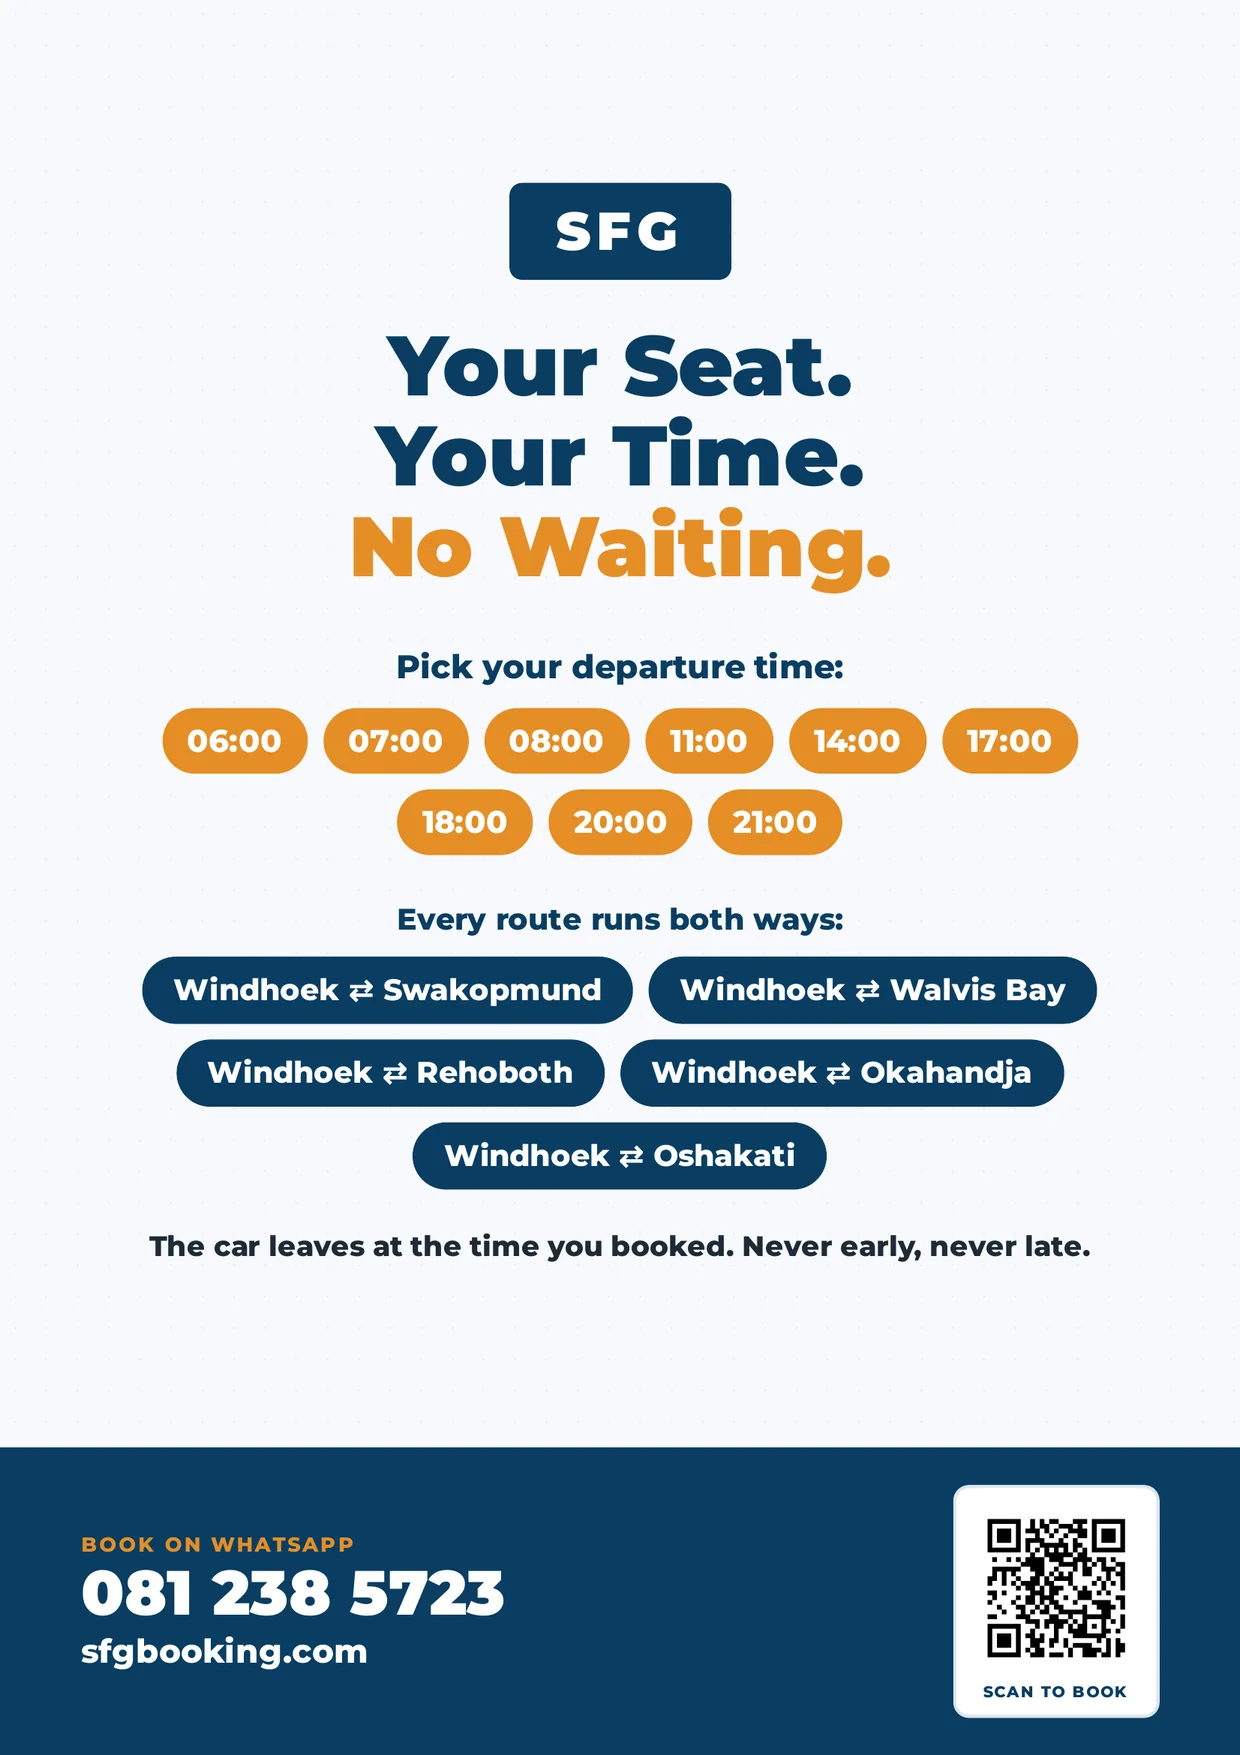 SFG
Your Seat.
Your Time.
No Waiting.
Pick your departure time:
06:00 07:00 08:00 11:00 14:00 17:00
18:00 20:00 21:00
Every route runs both ways:
Windhoek ⇄ Swakopmund Windhoek ⇄ Walvis Bay
Windhoek ⇄ Rehoboth Windhoek ⇄ Okahandja
Windhoek ⇄ Oshakati
The car leaves at the time you booked. Never early, never late.
BOOK ON WHATSAPP
081 238 5723
sfgbooking.com
SCAN TO BOOK